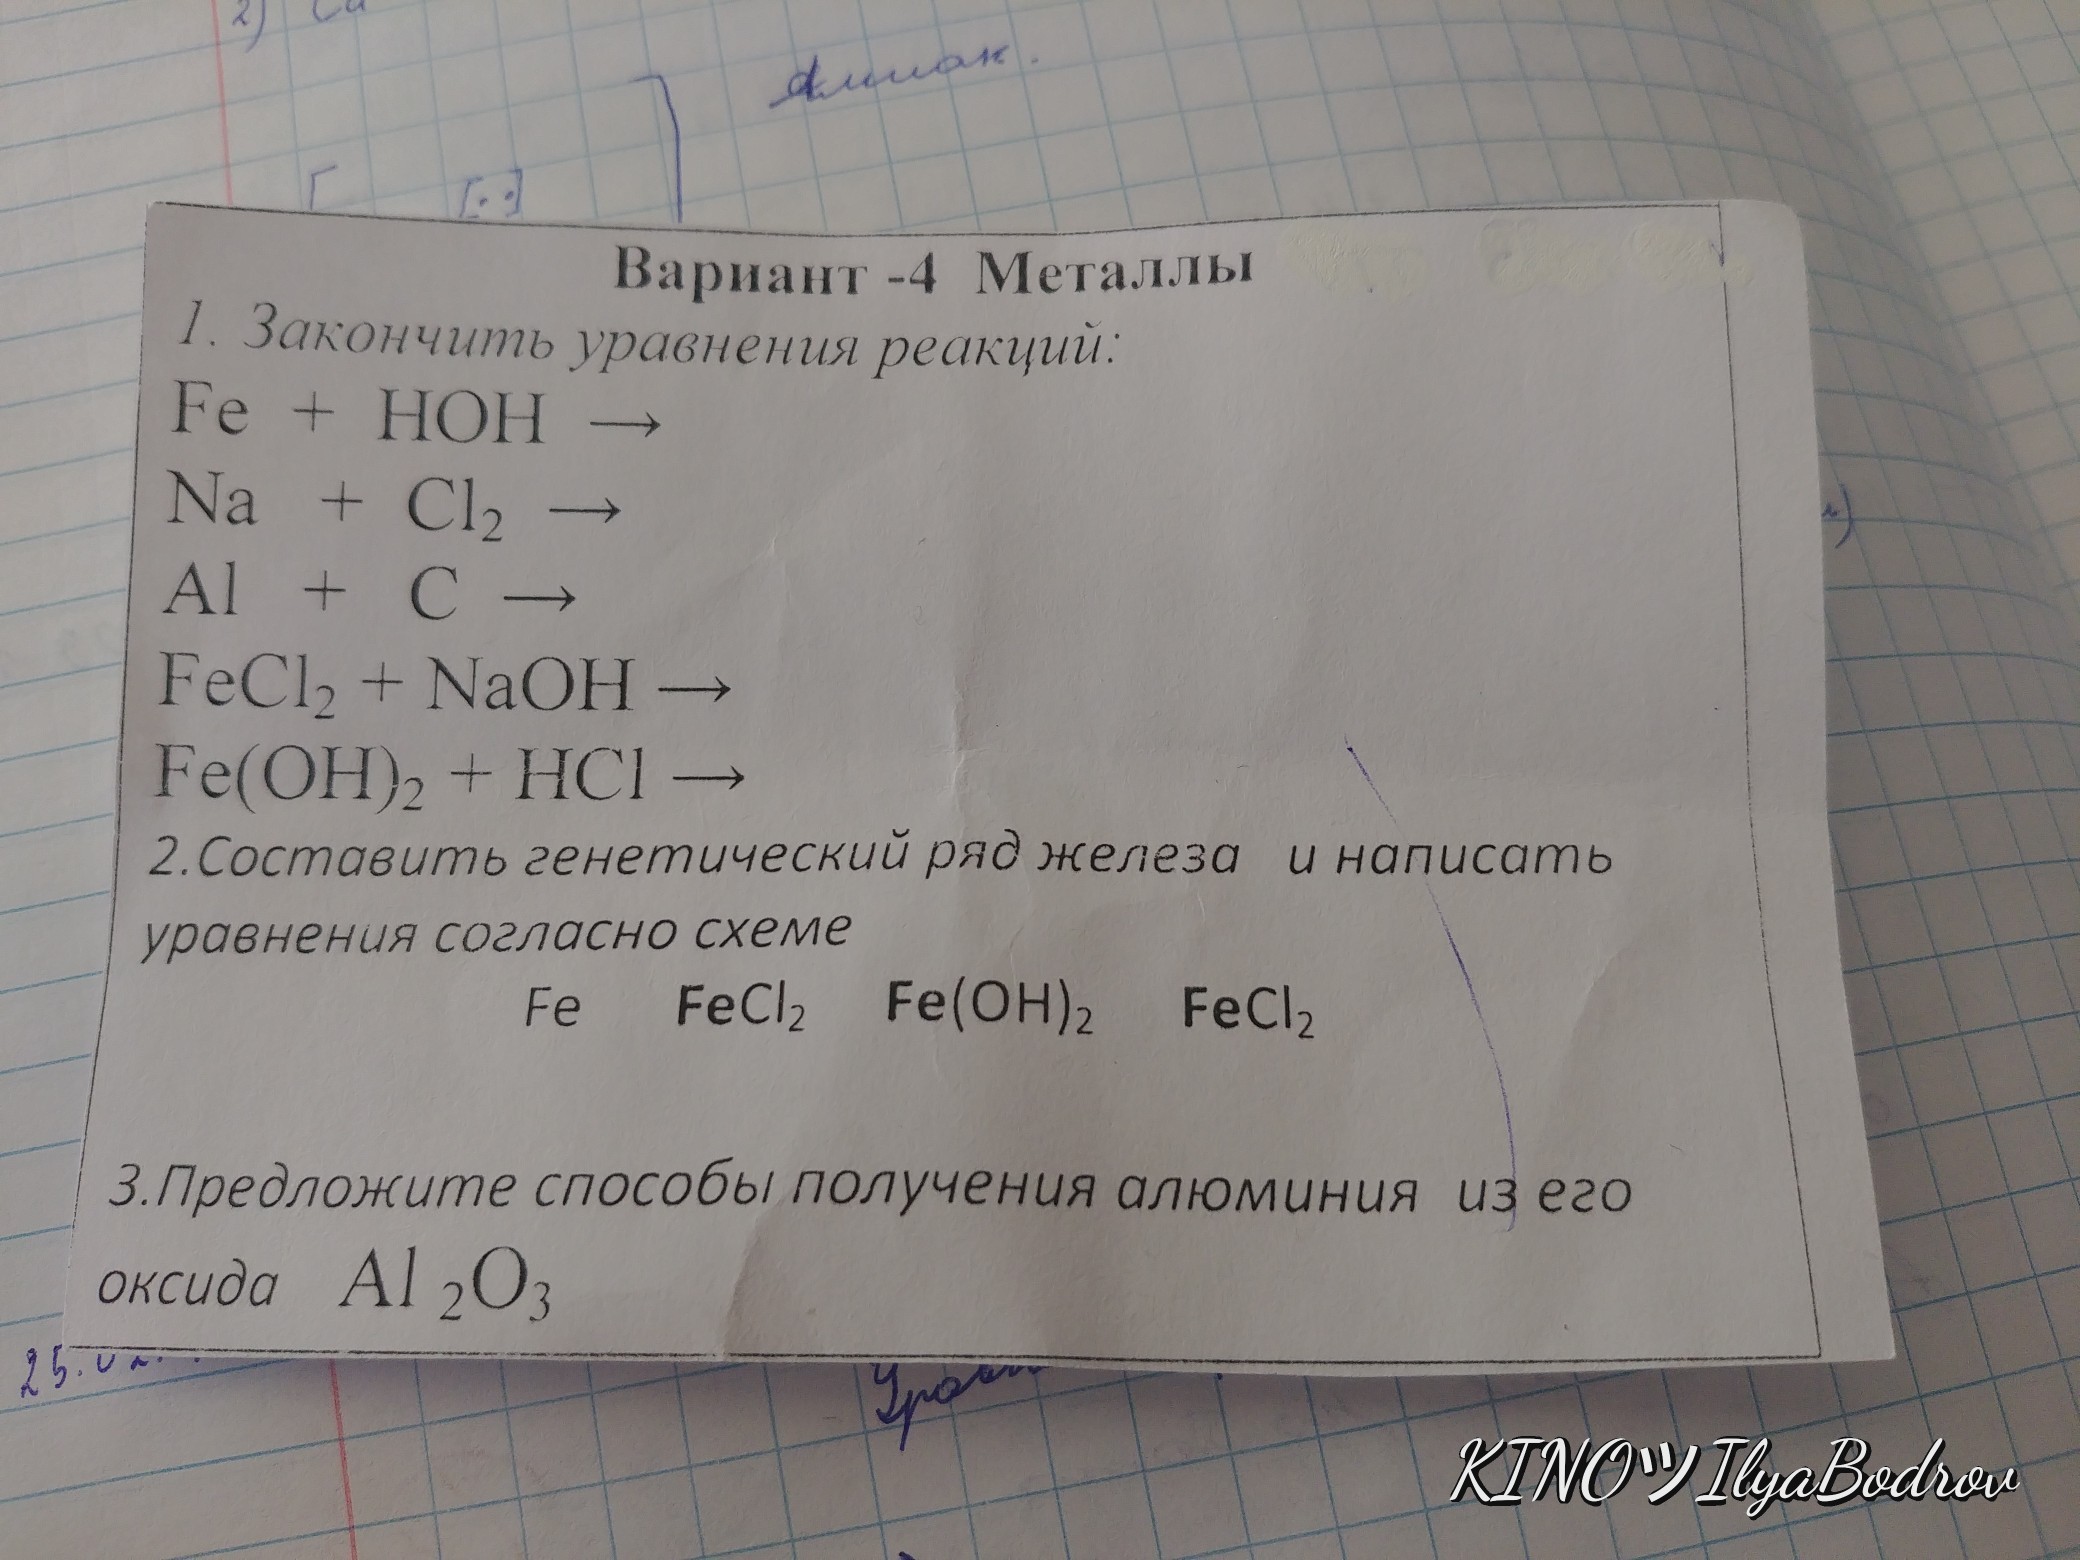 2) Са
Аммиак.
[··]
Вариант -4 Металлы
1. Закончить уравнения реакций:
Fe + HOH →
Na + Cl₂ →
Al + C →
FeCl₂ + NaOH →
Fe(OH)₂ + HCl →
2.Составить генетический ряд железа и написать
уравнения согласно схеме
Fe FeCl₂ Fe(OH)₂ FeCl₂
3.Предложите способы получения алюминия из его
оксида Al ₂O₃
KINOツIlyaBodrov